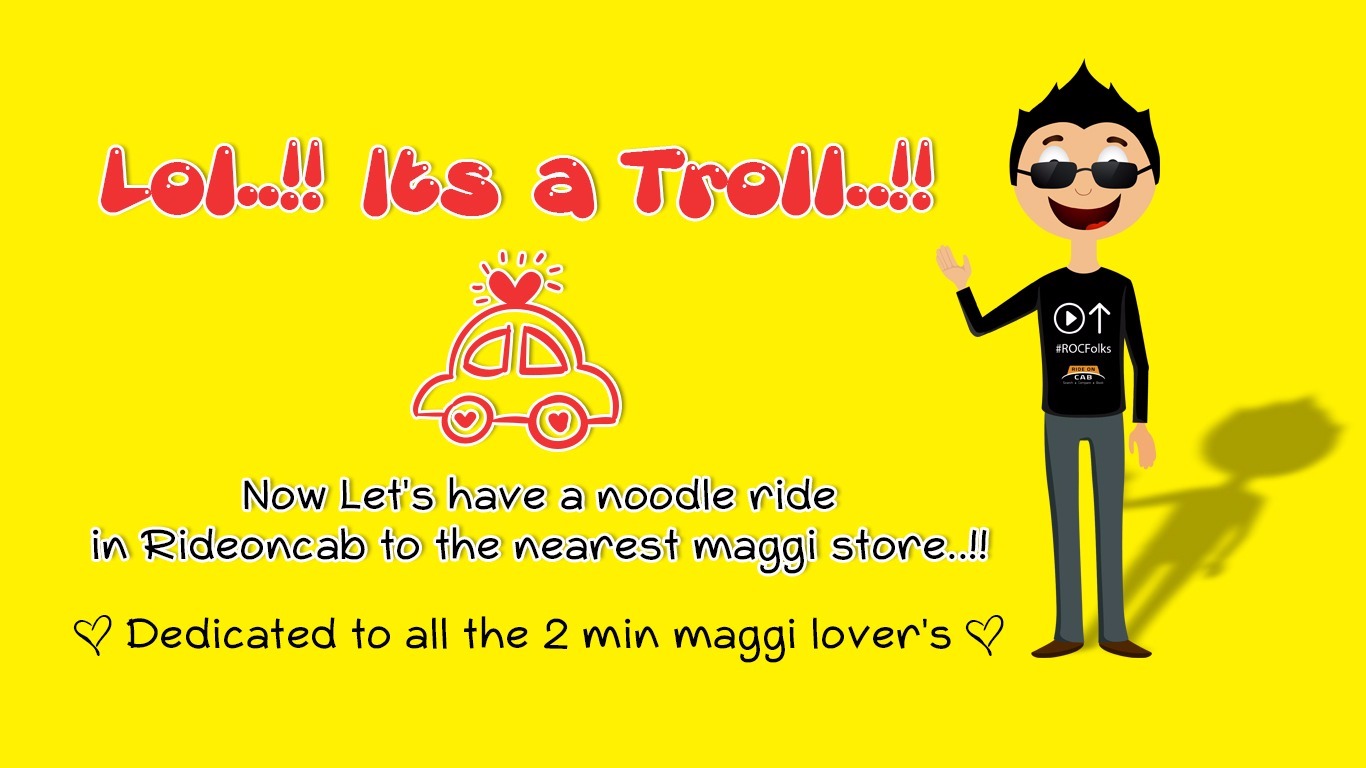 Lol..!! Its a Troll..!!
Now Let's have a noodle ride
in Rideoncab to the nearest maggi store..!!
♡ Dedicated to all the 2 min maggi lover's ♡
#ROCFolks
RIDE ON
CAB